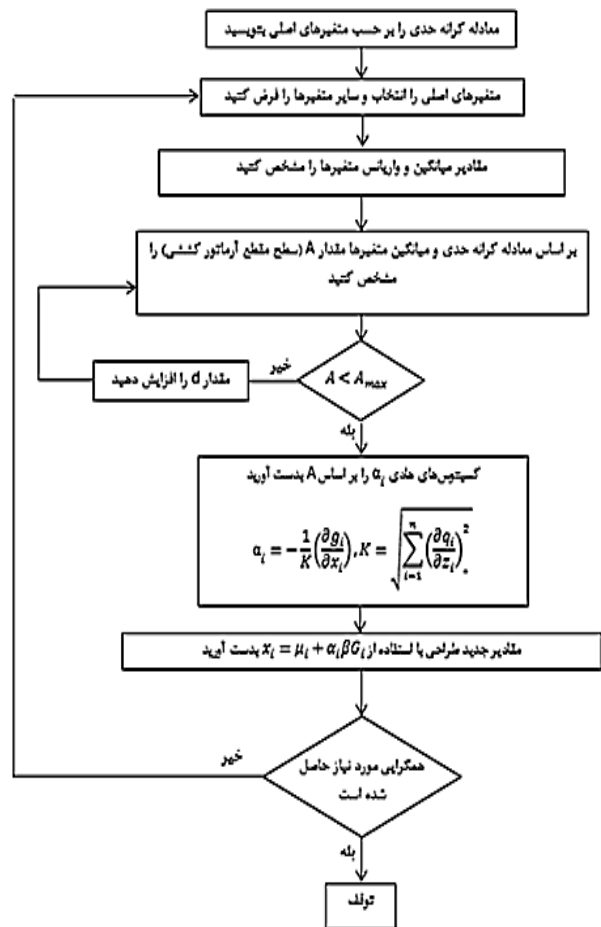 معادله کرانه حدی را بر حسب متغیرهای اصلی بنویسید
متغیرهای اصلی را انتخاب و سایر متغیرها را فرض کنید
مقادیر میانگین و واریانس متغیرها را مشخص کنید
بر اساس معادله کرانه حدی و میانگین متغیرها مقدار A (سطح مقطع آرماتور کششی) را
مشخص کنید
مقدار d را افزایش دهید
خیر
A < A_max
بله
کسینوس‌های هادی α_i را بر اساس A بدست آورید
α_i = −1/K (∂g_i/∂x_i), K = √(∑_{i=1}^{n} (∂q_i/∂z_i)_*^2)
مقادیر جدید طراحی با استفاده از x_i = μ_i + α_i β G_i بدست آورید
خیر
همگرایی مورد نیاز حاصل
شده است
بله
توقف